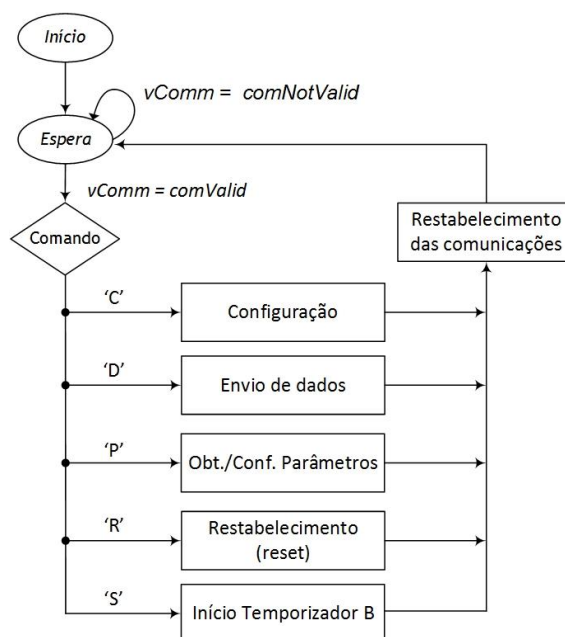 Início
vComm = comNotValid
Espera
vComm = comValid
Comando
Restabelecimento
das comunicações
'C'
Configuração
'D'
Envio de dados
'P'
Obt./Conf. Parâmetros
'R'
Restabelecimento
(reset)
'S'
Início Temporizador B